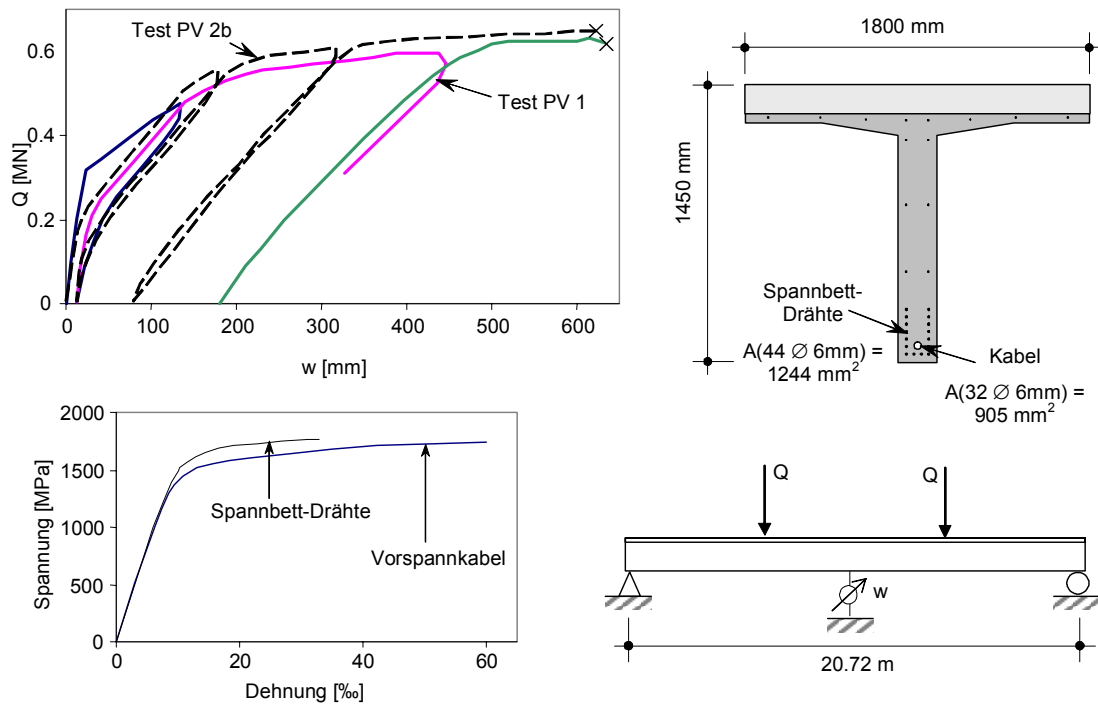 Test PV 2b
Test PV 1
0.6
0.4
0.2
0
0 100 200 300 400 500 600
Q [MN]
w [mm]
1800 mm
1450 mm
Spannbett-
Drähte
A(44 ∅ 6mm) =
1244 mm²
Kabel
A(32 ∅ 6mm) =
905 mm²
2000
1500
1000
500
0
0 20 40 60
Spannung [MPa]
Dehnung [‰]
Spannbett-Drähte
Vorspannkabel
Q
Q
w
20.72 m